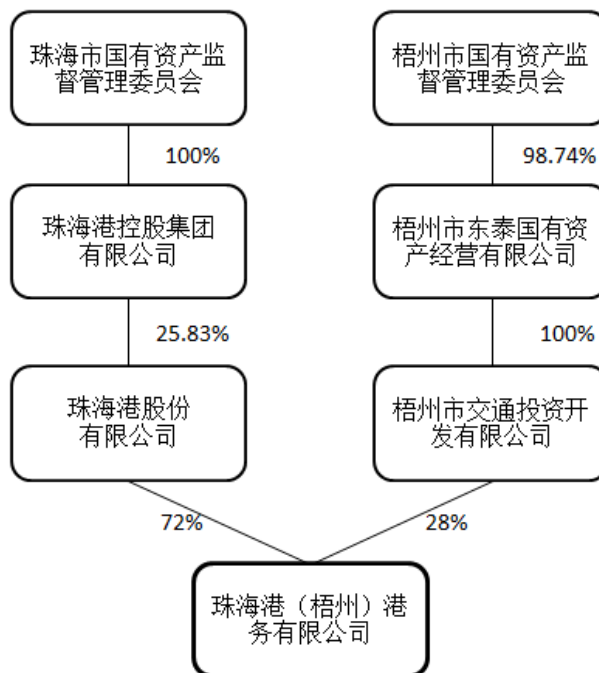 珠海市国有资产监
督管理委员会
梧州市国有资产监
督管理委员会
100%
98.74%
珠海港控股集团
有限公司
梧州市东泰国有资
产经营有限公司
25.83%
100%
珠海港股份
有限公司
梧州市交通投资开
发有限公司
72%
28%
珠海港（梧州）港
务有限公司